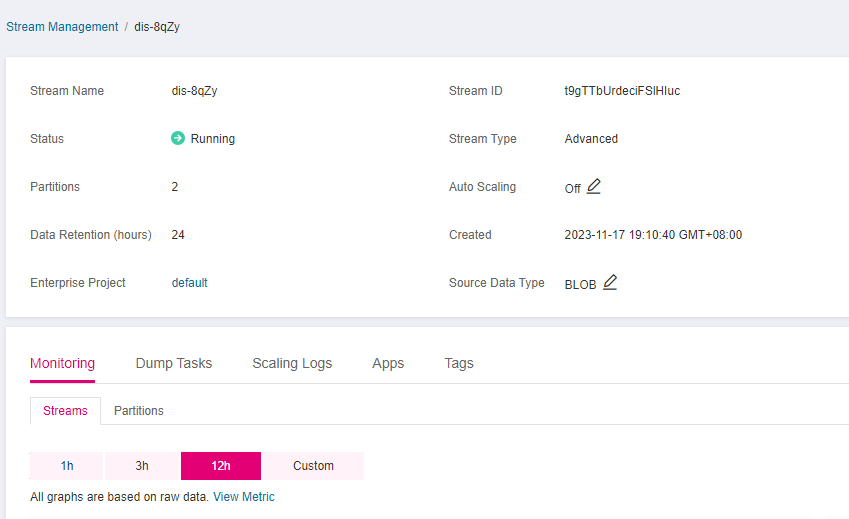 Stream Management / dis-8qZy
Stream Name dis-8qZy Stream ID t9gTTbUrdeciFSlHIuc
Status Running Stream Type Advanced
Partitions 2 Auto Scaling Off
Data Retention (hours) 24 Created 2023-11-17 19:10:40 GMT+08:00
Enterprise Project default Source Data Type BLOB
Monitoring Dump Tasks Scaling Logs Apps Tags
Streams Partitions
1h 3h 12h Custom
All graphs are based on raw data. View Metric